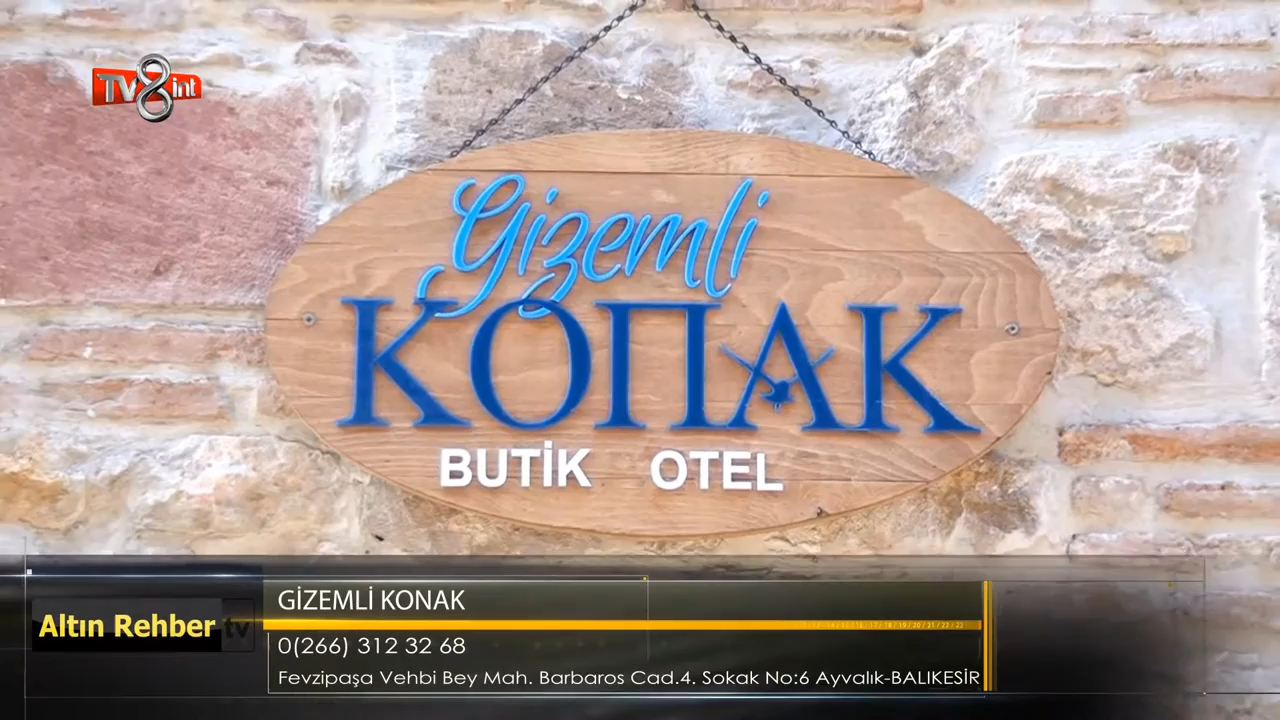 TV8int
Gizemli
KOΠAK
BUTİK OTEL
GİZEMLİ KONAK
Altın Rehber tv
0(266) 312 32 68
Fevzipaşa Vehbi Bey Mah. Barbaros Cad.4. Sokak No:6 Ayvalık-BALIKESİR